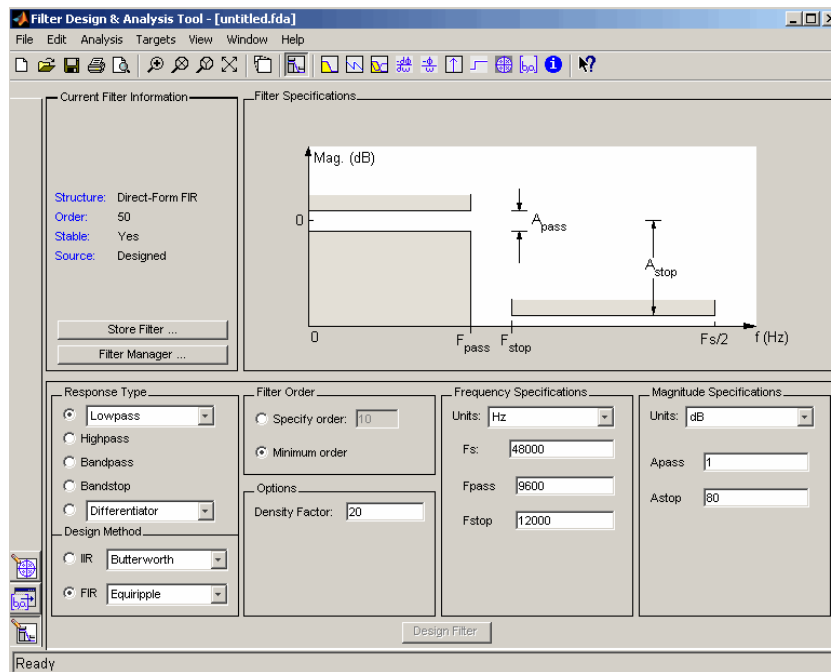 Filter Design & Analysis Tool - [untitled.fda]
File Edit Analysis Targets View Window Help
Current Filter Information
Structure: Direct-Form FIR
Order: 50
Stable: Yes
Source: Designed
Store Filter ...
Filter Manager ...
Filter Specifications
Mag. (dB)
0
Apass
Astop
0
Fpass
Fstop
Fs/2
f (Hz)
Response Type
Lowpass
Highpass
Bandpass
Bandstop
Differentiator
Design Method
IIR Butterworth
FIR Equiripple
Filter Order
Specify order: 10
Minimum order
Options
Density Factor: 20
Frequency Specifications
Units: Hz
Fs: 48000
Fpass 9600
Fstop 12000
Magnitude Specifications
Units: dB
Apass 1
Astop 80
Design Filter
Ready